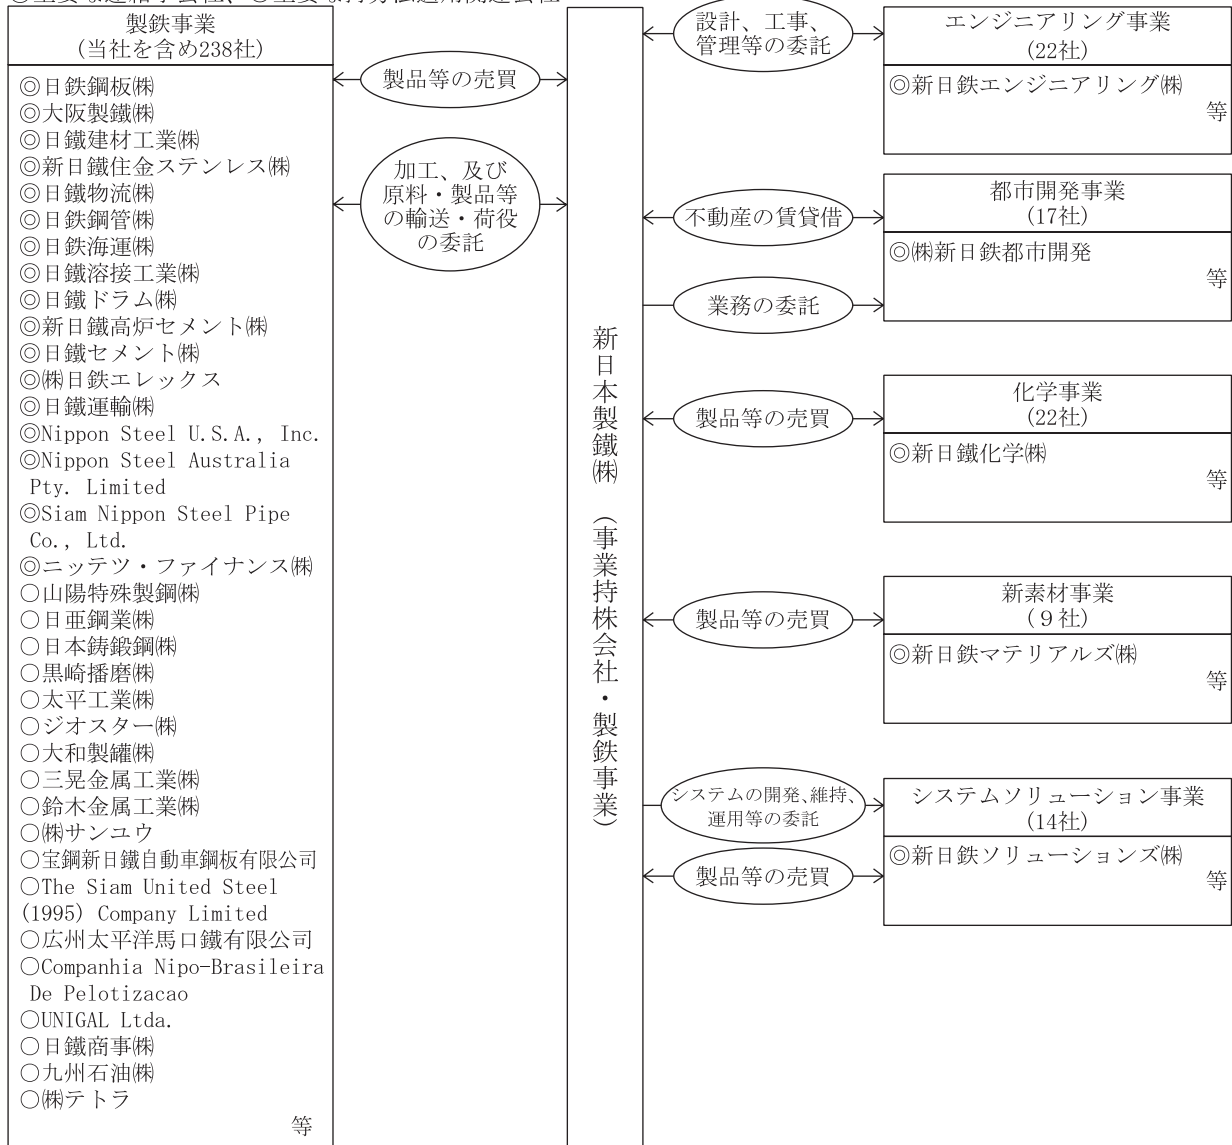 ◎主要な連結子会社、○主要な持分法適用関連会社
製鉄事業
(当社を含め238社)
◎日鉄鋼板㈱
◎大阪製鐵㈱
◎日鐵建材工業㈱
◎新日鐵住金ステンレス㈱
◎日鐵物流㈱
◎日鉄鋼管㈱
◎日鉄海運㈱
◎日鐵溶接工業㈱
◎日鐵ドラム㈱
◎新日鐵高炉セメント㈱
◎日鐵セメント㈱
◎㈱日鉄エレックス
◎日鐵運輸㈱
◎Nippon Steel U.S.A., Inc.
◎Nippon Steel Australia
Pty. Limited
◎Siam Nippon Steel Pipe
Co., Ltd.
◎ニッテツ・ファイナンス㈱
○山陽特殊製鋼㈱
○日亜鋼業㈱
○日本鋳鍛鋼㈱
○黒崎播磨㈱
○太平工業㈱
○ジオスター㈱
○大和製罐㈱
○三晃金属工業㈱
○鈴木金属工業㈱
○㈱サンユウ
○宝鋼新日鐵自動車鋼板有限公司
○The Siam United Steel
(1995) Company Limited
○広州太平洋馬口鐵有限公司
○Companhia Nipo-Brasileira
De Pelotizacao
○UNIGAL Ltda.
○日鐵商事㈱
○九州石油㈱
○㈱テトラ
等
製品等の売買
加工、及び
原料・製品等
の輸送・荷役
の委託
新日本製鐵㈱ (事業持株会社・製鉄事業)
設計、工事、
管理等の委託
エンジニアリング事業
(22社)
◎新日鉄エンジニアリング㈱
等
不動産の賃貸借
業務の委託
都市開発事業
(17社)
◎㈱新日鉄都市開発
等
製品等の売買
化学事業
(22社)
◎新日鐵化学㈱
等
製品等の売買
新素材事業
(９社)
◎新日鉄マテリアルズ㈱
等
システムの開発、維持、
運用等の委託
製品等の売買
システムソリューション事業
(14社)
◎新日鉄ソリューションズ㈱
等